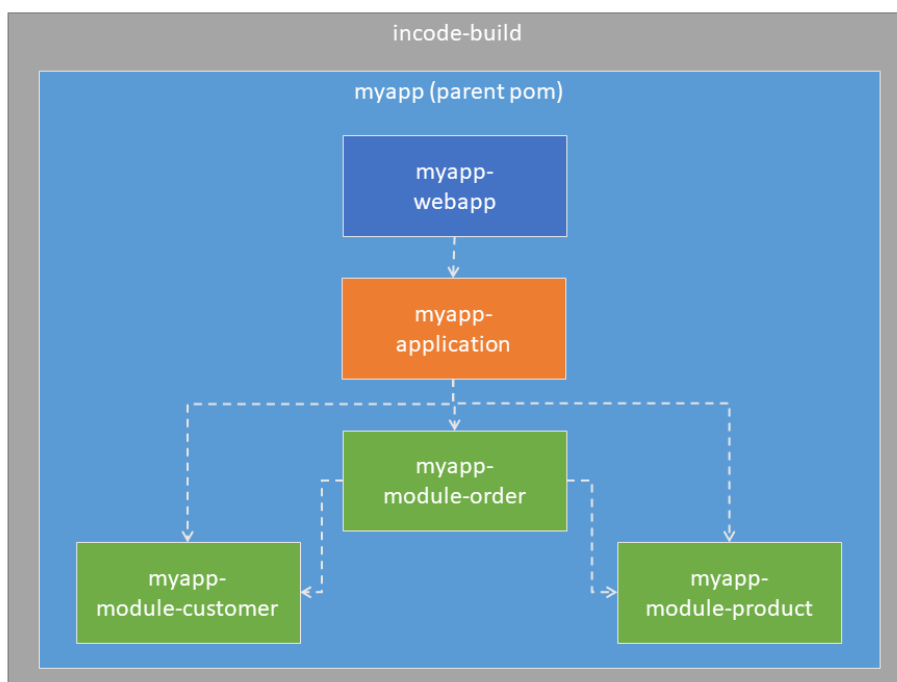 incode-build
myapp (parent pom)
myapp-
webapp
myapp-
application
myapp-
module-order
myapp-
module-customer
myapp-
module-product